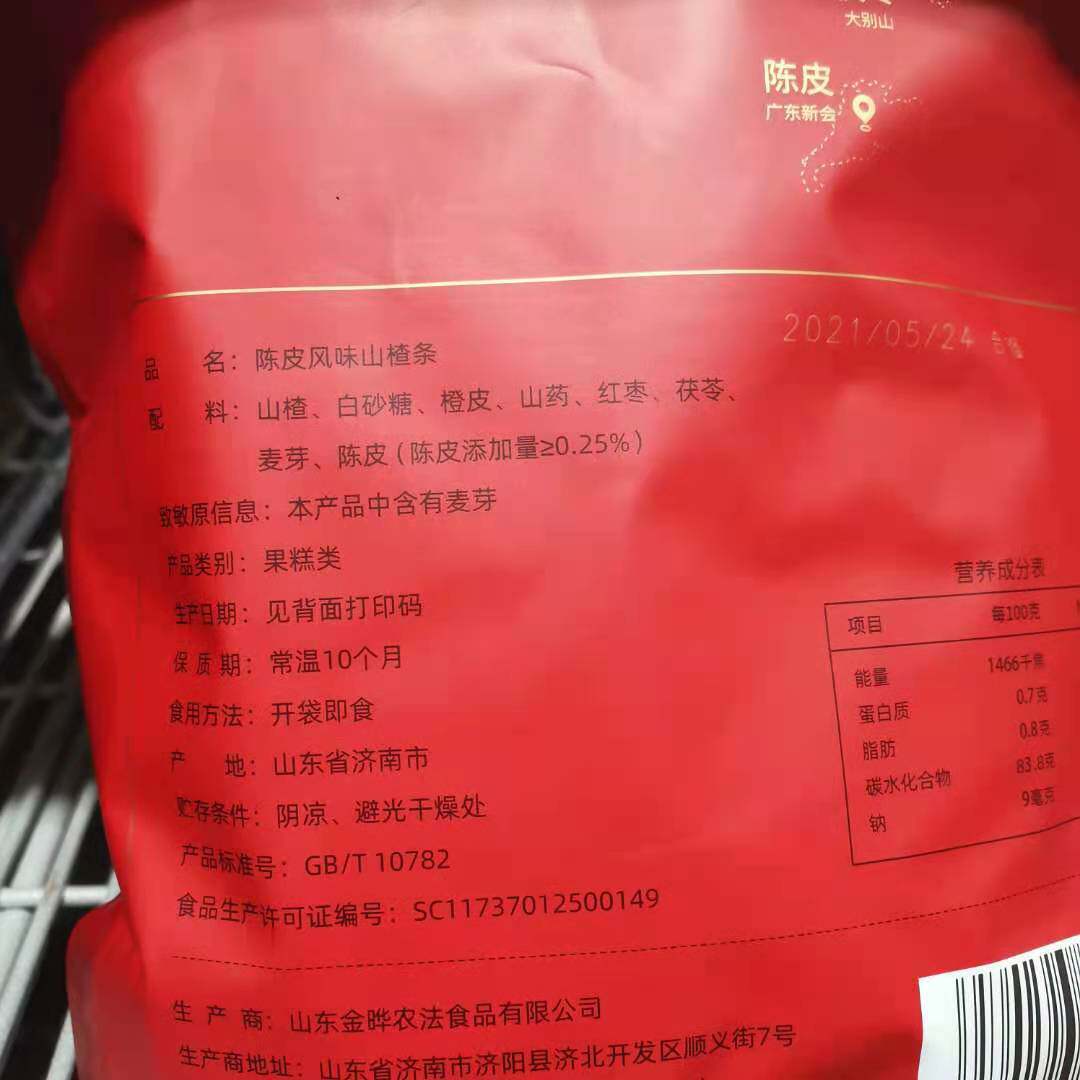 大别山
陈皮
广东新会
2021/05/24 合格
品 名：陈皮风味山楂条
配 料：山楂、白砂糖、橙皮、山药、红枣、茯苓、
麦芽、陈皮（陈皮添加量≥0.25%）
致敏原信息：本产品中含有麦芽
产品类别：果糕类
生产日期：见背面打印码
保质期：常温10个月
食用方法：开袋即食
产 地：山东省济南市
贮存条件：阴凉、避光干燥处
产品标准号：GB/T 10782
食品生产许可证编号：SC11737012500149
营养成分表
项目 每100克
能量 1466千焦
蛋白质 0.7克
脂肪 0.8克
碳水化合物 83.8克
钠 9毫克
生产商：山东金晔农法食品有限公司
生产商地址：山东省济南市济阳县济北开发区顺义街7号